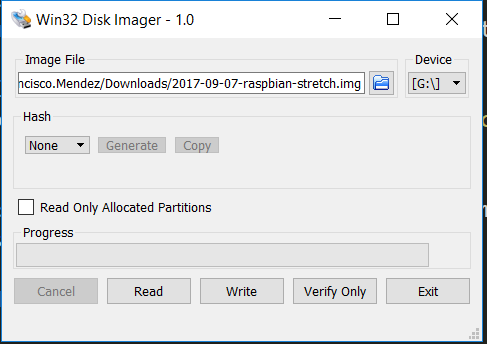 Win32 Disk Imager - 1.0
Image File
Device
ncisco.Mendez/Downloads/2017-09-07-raspbian-stretch.img
[G:\]
Hash
None
Generate
Copy
Read Only Allocated Partitions
Progress
Cancel
Read
Write
Verify Only
Exit